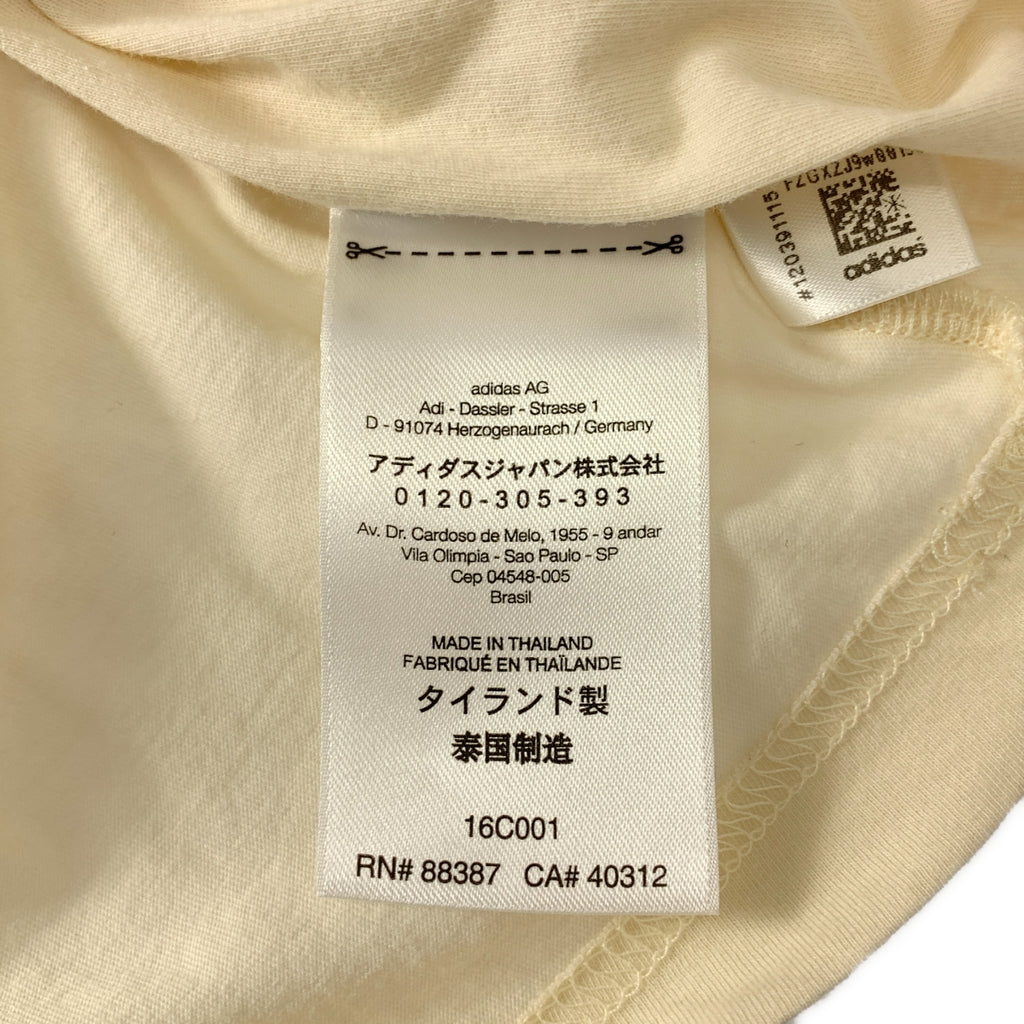 adidas AG
Adi - Dassler - Strasse 1
D - 91074 Herzogenaurach / Germany
アディダスジャパン株式会社
0120-305-393
Av. Dr. Cardoso de Melo, 1955 - 9 andar
Vila Olimpia - Sao Paulo - SP
Cep 04548-005
Brasil
MADE IN THAILAND
FABRIQUÉ EN THAÏLANDE
タイランド製
泰国制造
16C001
RN# 88387 CA# 40312
#120391115
adidas